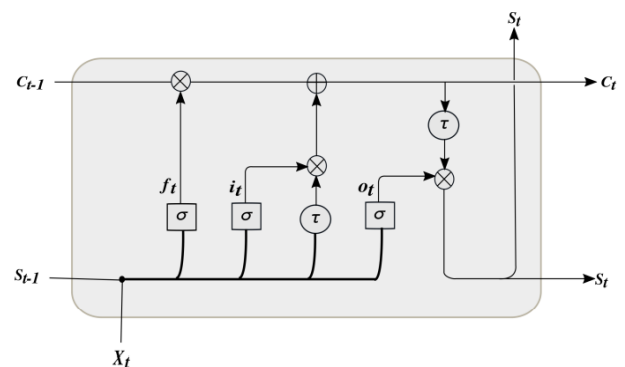 S_t
C_{t-1} C_t
τ
f_t i_t o_t
σ σ τ σ
S_{t-1} S_t
X_t